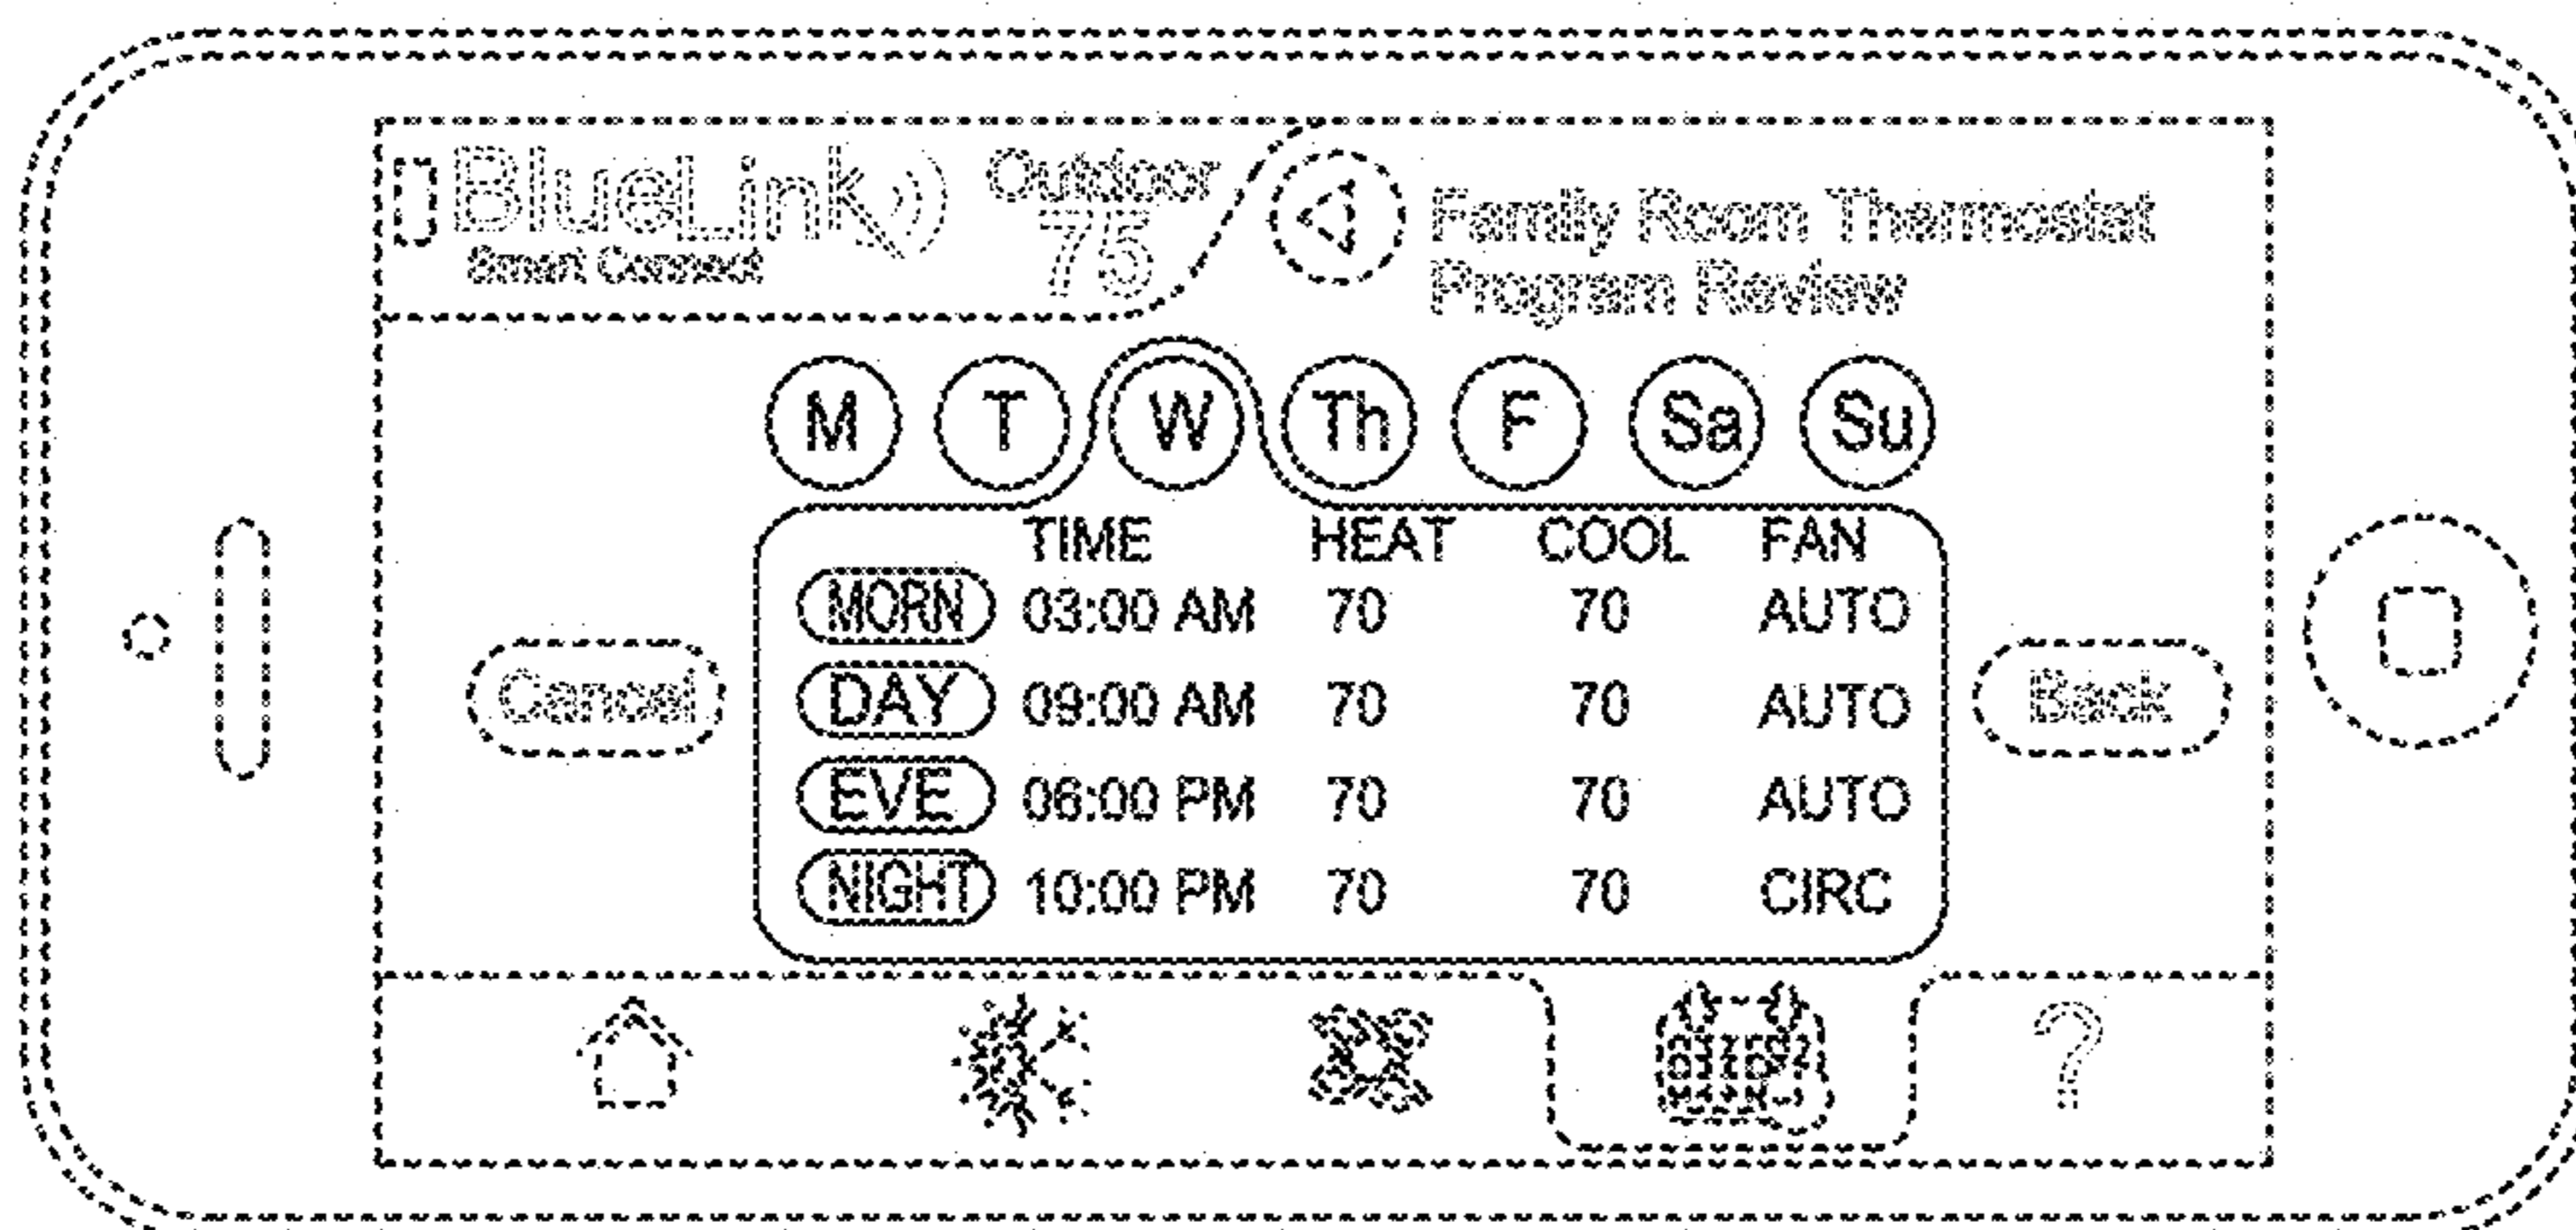 BlueLink
Smart Connect
Outdoor
75
Family Room Thermostat
Program Review
M T W Th F Sa Su
TIME HEAT COOL FAN
MORN 03:00 AM 70 70 AUTO
DAY 09:00 AM 70 70 AUTO
EVE 06:00 PM 70 70 AUTO
NIGHT 10:00 PM 70 70 CIRC
Cancel
Back
?